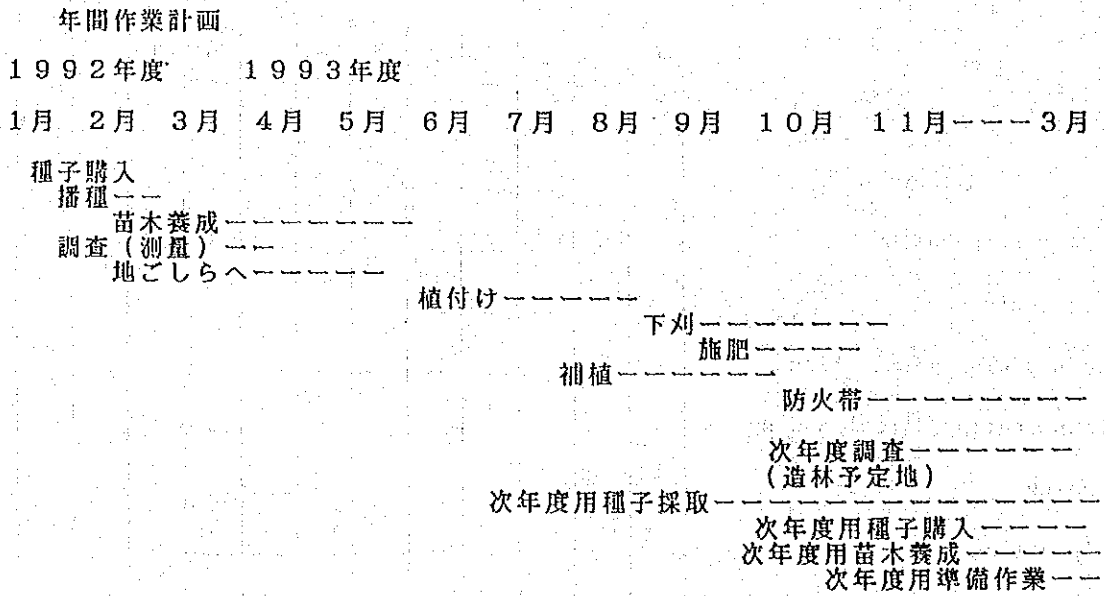 年間作業計画
1992年度 1993年度
1月 2月 3月 4月 5月 6月 7月 8月 9月 10月 11月ーーー3月
種子購入
播種ーー
苗木養成ーーーーーーー
調査(測量)ーー
地ごしらへーーーーー
植付けーーーーー
下刈ーーーーーーー
施肥ーーーー
補植ーーーーーー
防火帯ーーーーーーーー
次年度調査ーーーーーー
(造林予定地)
次年度用種子採取ーーーーーーーーーーーーーー
次年度用種子購入ーーーー
次年度用苗木養成ーーーーー
次年度用準備作業ーー